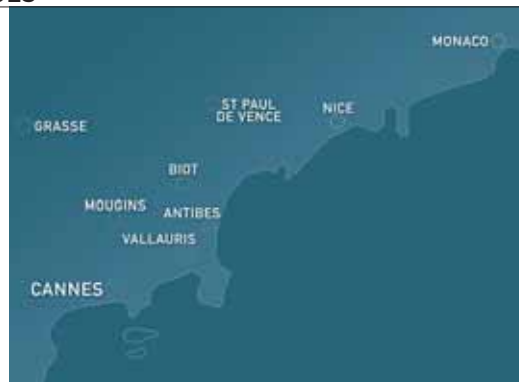 MONACO
ST PAUL
DE VENCE
NICE
GRASSE
BIOT
MOUGINS
ANTIBES
VALLAURIS
CANNES